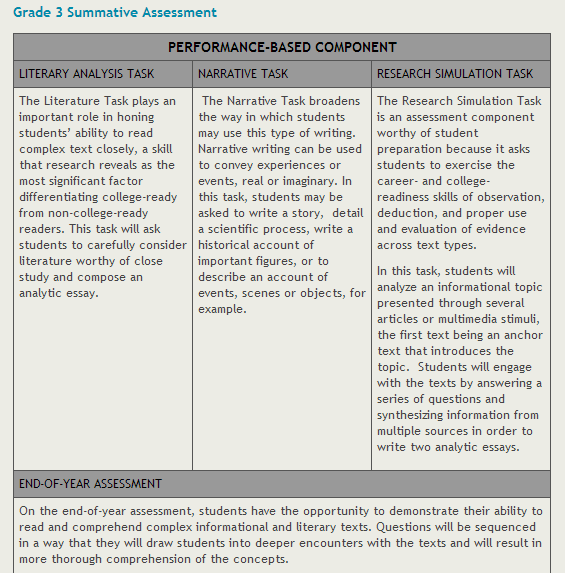 Grade 3 Summative Assessment
PERFORMANCE-BASED COMPONENT
LITERARY ANALYSIS TASK
NARRATIVE TASK
RESEARCH SIMULATION TASK
The Literature Task plays an
important role in honing
students’ ability to read
complex text closely, a skill
that research reveals as the
most significant factor
differentiating college-ready
from non-college-ready
readers. This task will ask
students to carefully consider
literature worthy of close
study and compose an
analytic essay.
The Narrative Task broadens
the way in which students
may use this type of writing.
Narrative writing can be used
to convey experiences or
events, real or imaginary. In
this task, students may be
asked to write a story, detail
a scientific process, write a
historical account of
important figures, or to
describe an account of
events, scenes or objects, for
example.
The Research Simulation Task
is an assessment component
worthy of student
preparation because it asks
students to exercise the
career- and college-
readiness skills of observation,
deduction, and proper use
and evaluation of evidence
across text types.
In this task, students will
analyze an informational topic
presented through several
articles or multimedia stimuli,
the first text being an anchor
text that introduces the
topic. Students will engage
with the texts by answering a
series of questions and
synthesizing information from
multiple sources in order to
write two analytic essays.
END-OF-YEAR ASSESSMENT
On the end-of-year assessment, students have the opportunity to demonstrate their ability to
read and comprehend complex informational and literary texts. Questions will be sequenced
in a way that they will draw students into deeper encounters with the texts and will result in
more thorough comprehension of the concepts.